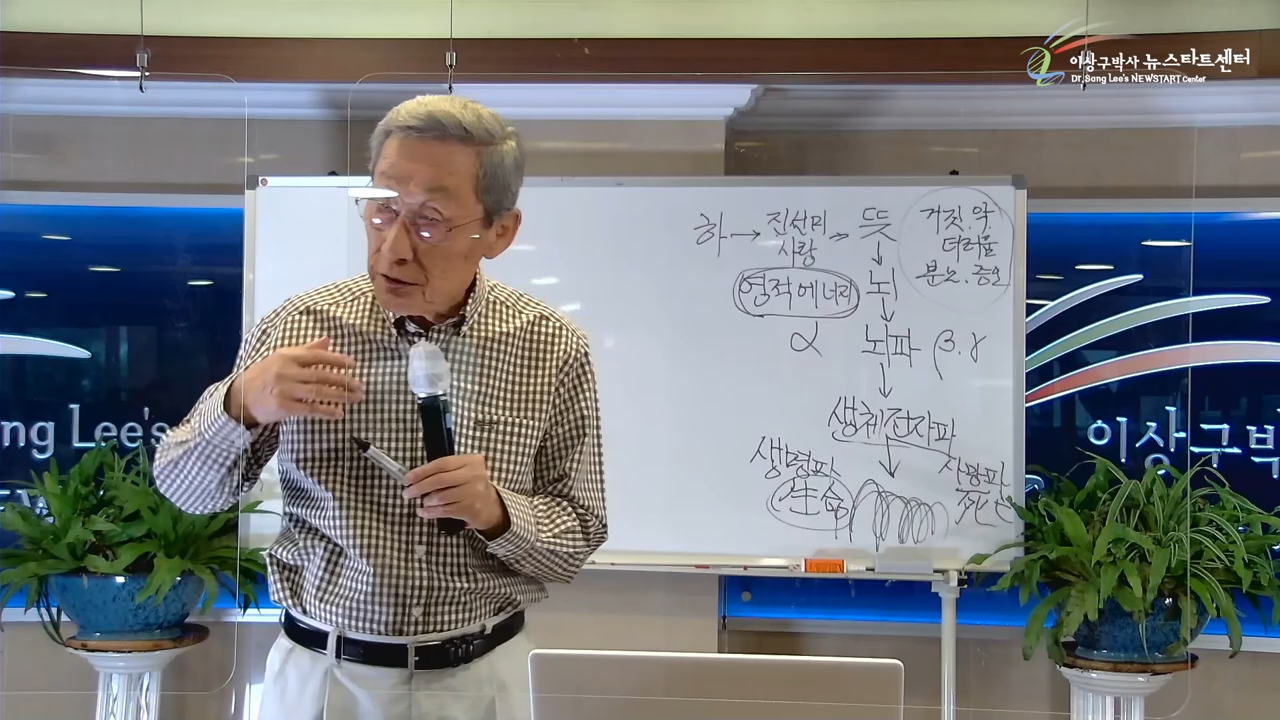 이상구박사 뉴스타트센터
Dr. Sang Lee's NEWSTART Center
하 → 진선미 사랑 → 뜻
거짓. 악.
더러움
분노. 증오
영적에너지
뇌
α 뇌파 β. γ
생체전자파
생명파
生命
사망파
死亡
ng Lee's
이상구박